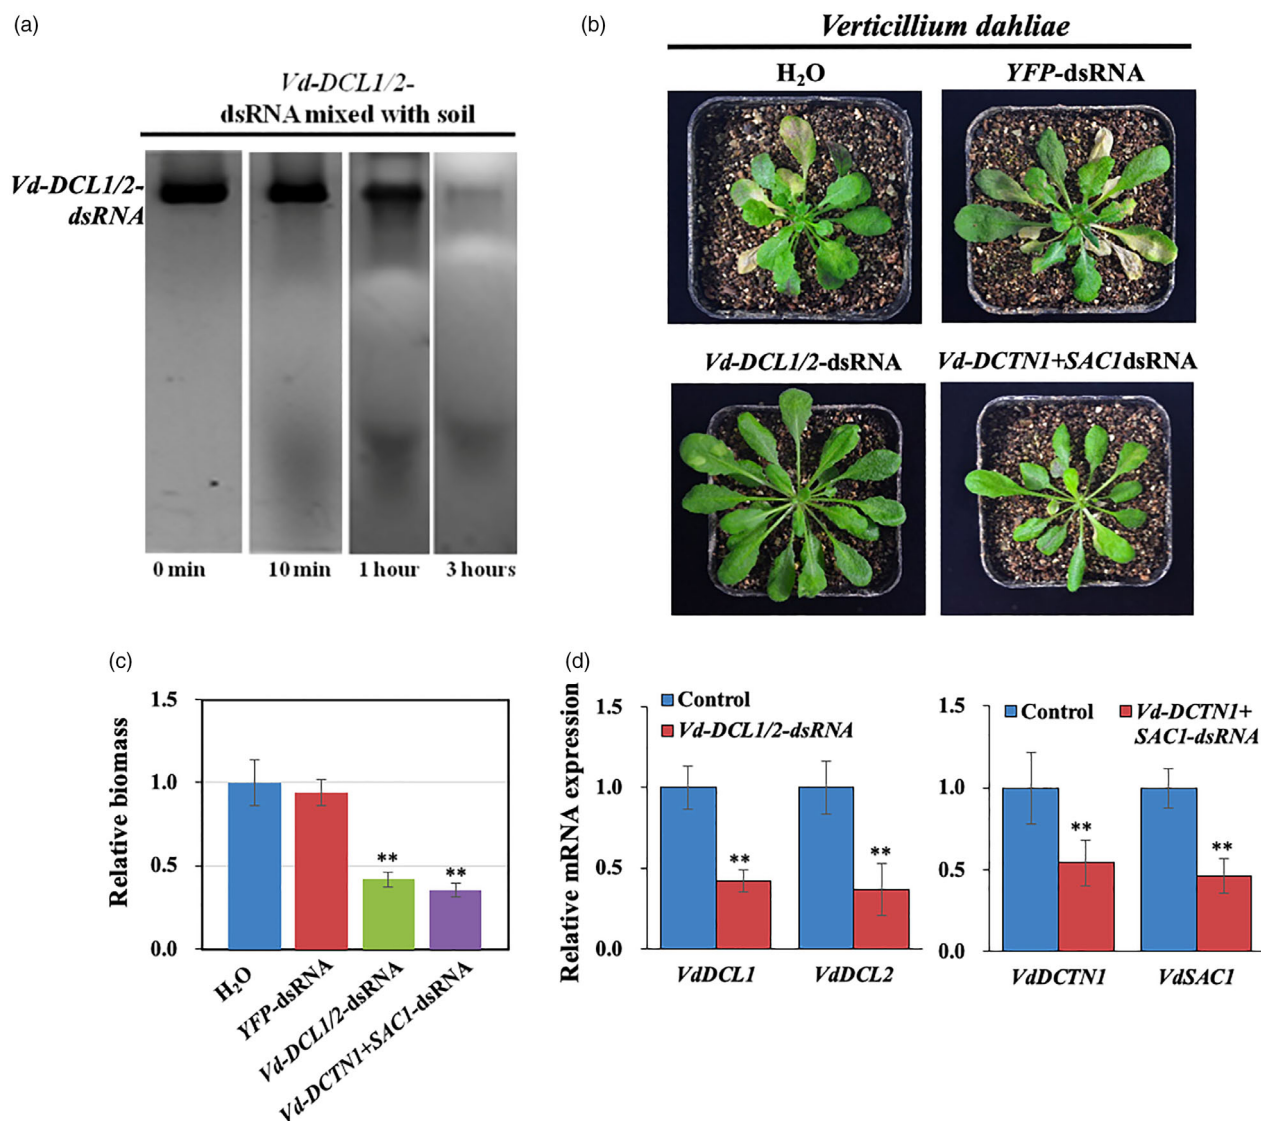 (a)
Vd-DCL1/2-
dsRNA mixed with soil
Vd-DCL1/2-
dsRNA
0 min
10 min
1 hour
3 hours
(b)
Verticillium dahliae
H₂O
YFP-dsRNA
Vd-DCL1/2-dsRNA
Vd-DCTN1+SAC1dsRNA
(c)
Relative biomass
1.5
1.0
0.5
0.0
**
**
H₂O
YFP-dsRNA
Vd-DCL1/2-dsRNA
Vd-DCTN1+SAC1-dsRNA
(d)
Relative mRNA expression
Control
Vd-DCL1/2-dsRNA
1.5
1.0
0.5
0.0
**
**
VdDCL1
VdDCL2
Control
Vd-DCTN1+
SAC1-dsRNA
1.5
1.0
0.5
0.0
**
**
VdDCTN1
VdSAC1